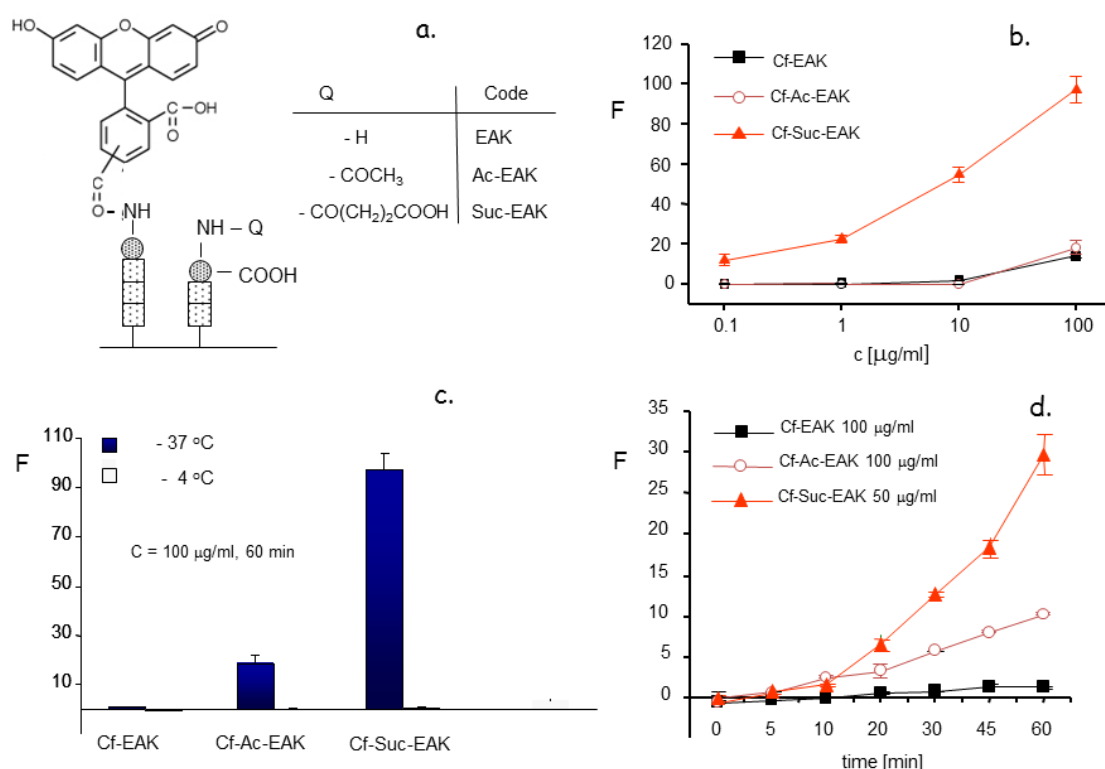 a.
HO
O
O
C
OH
O
C
O
NH
NH – Q
COOH
Q Code
- H EAK
- COCH₃ Ac-EAK
- CO(CH₂)₂COOH Suc-EAK
b.
F
120
100
80
60
40
20
0
Cf-EAK
Cf-Ac-EAK
Cf-Suc-EAK
0.1 1 10 100
c [μg/ml]
c.
F
110
90
70
50
30
10
- 37 °C
- 4 °C
C = 100 μg/ml, 60 min
Cf-EAK Cf-Ac-EAK Cf-Suc-EAK
d.
F
35
30
25
20
15
10
5
0
Cf-EAK 100 μg/ml
Cf-Ac-EAK 100 μg/ml
Cf-Suc-EAK 50 μg/ml
0 5 10 20 30 45 60
time [min]